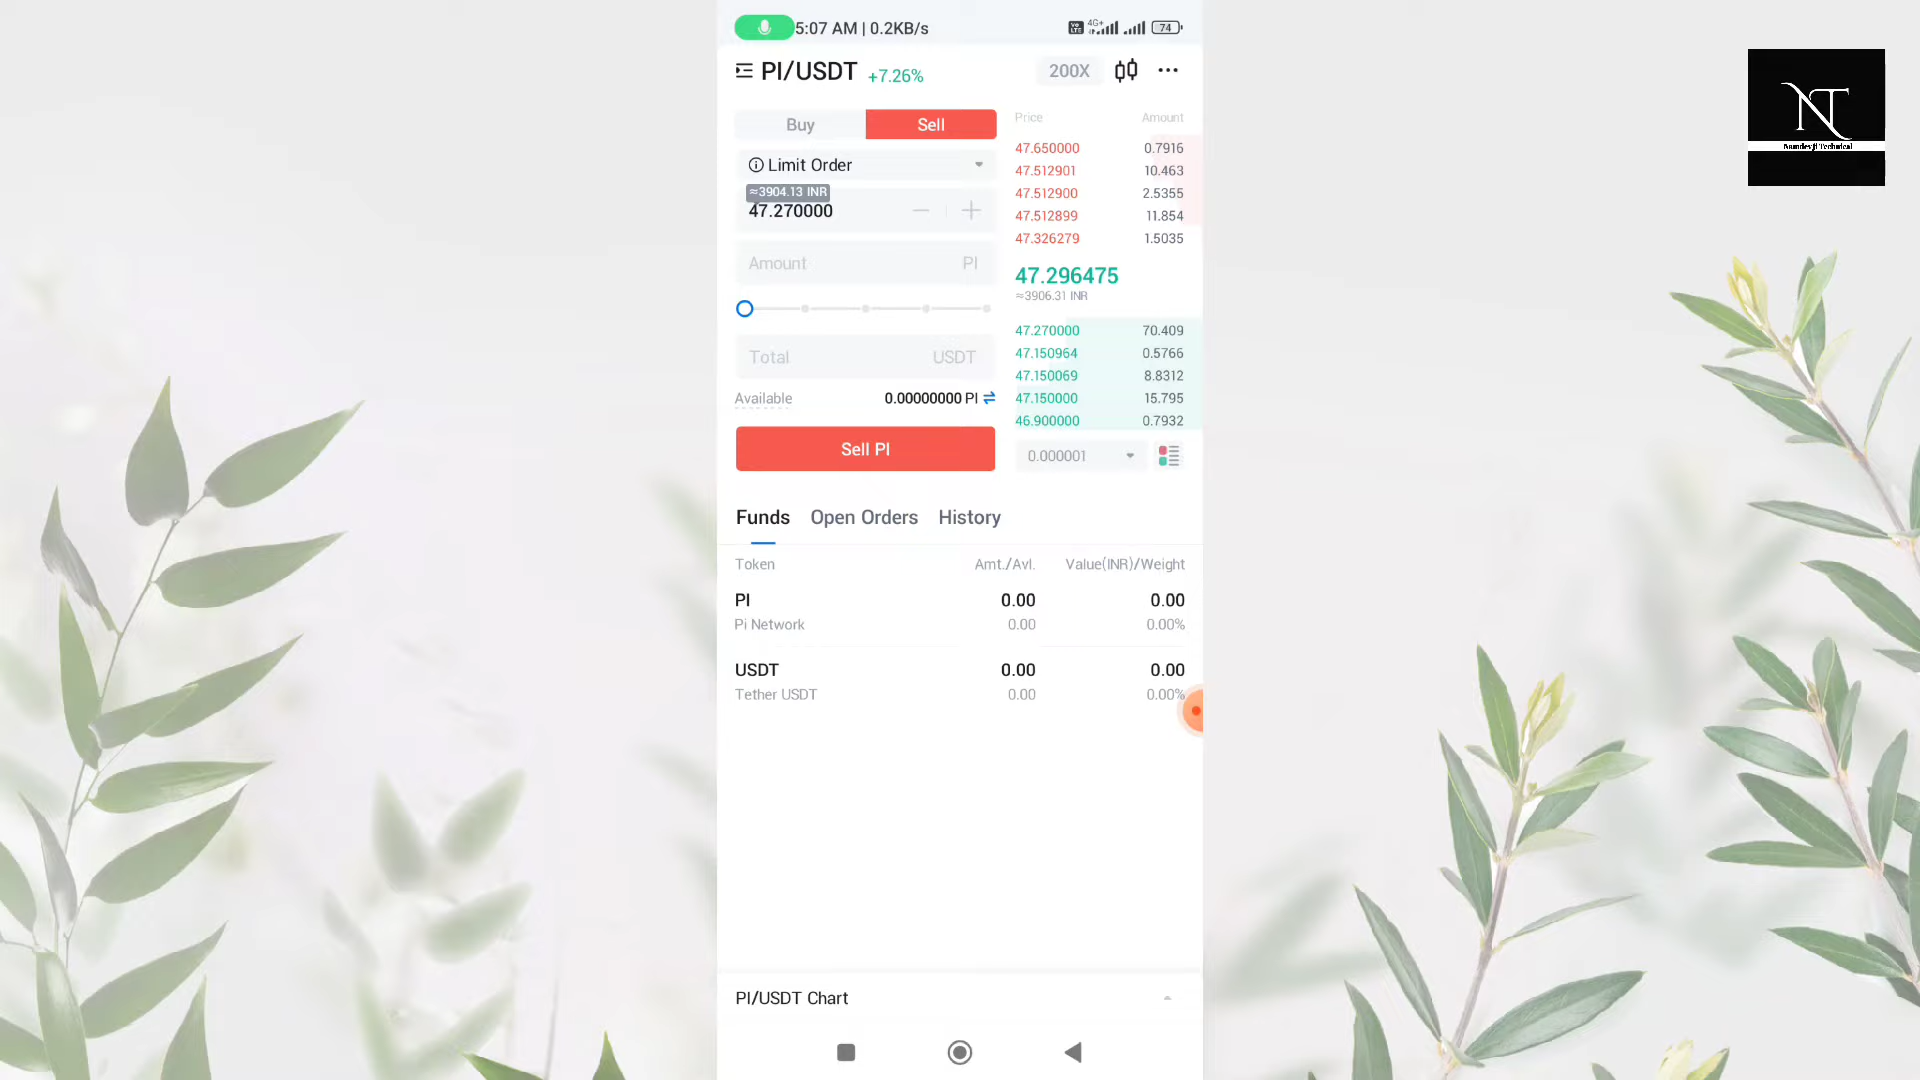 5:07 AM | 0.2KB/s
4G+
74
PI/USDT +7.26%
200X
Buy
Sell
Limit Order
≈3904.13 INR
47.270000
Amount PI
Total USDT
Available 0.00000000 PI
Sell PI
Price Amount
47.650000 0.7916
47.512901 10.463
47.512900 2.5355
47.512899 11.854
47.326279 1.5035
47.296475
≈3906.31 INR
47.270000 70.409
47.150964 0.5766
47.150069 8.8312
47.150000 15.795
46.900000 0.7932
0.000001
Funds Open Orders History
Token Amt./Avl. Value(INR)/Weight
PI 0.00 0.00
Pi Network 0.00 0.00%
USDT 0.00 0.00
Tether USDT 0.00 0.00%
PI/USDT Chart
NT